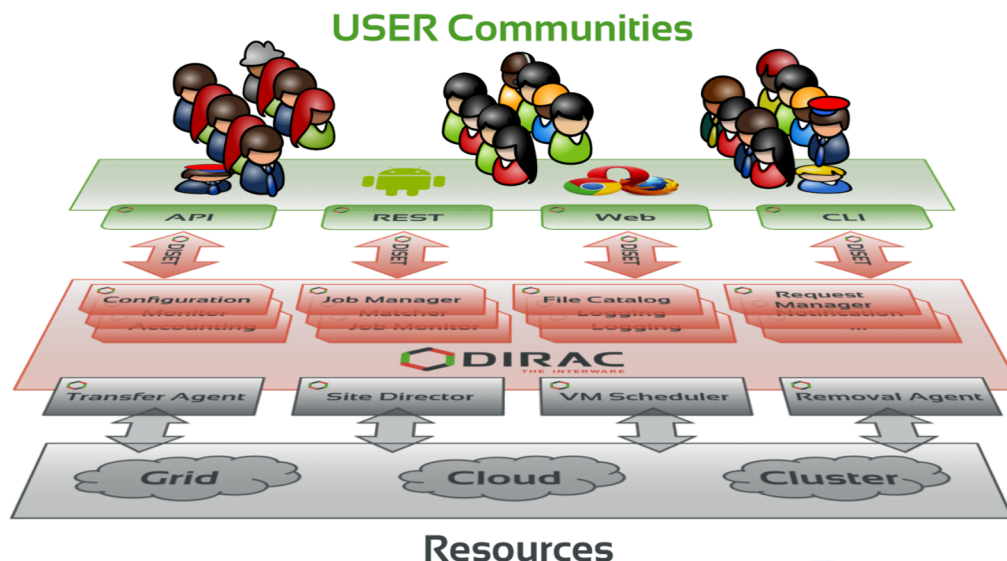 USER Communities
API
REST
Web
CLI
DISET
DISET
DISET
DISET
Configuration
Monitor
Accounting
Job Manager
Matcher
Job Monitor
File Catalog
Logging
Logging
Request
Manager
Notification
...
DIRAC
THE INTERWARE
Transfer Agent
Site Director
VM Scheduler
Removal Agent
Grid
Cloud
Cluster
Resources